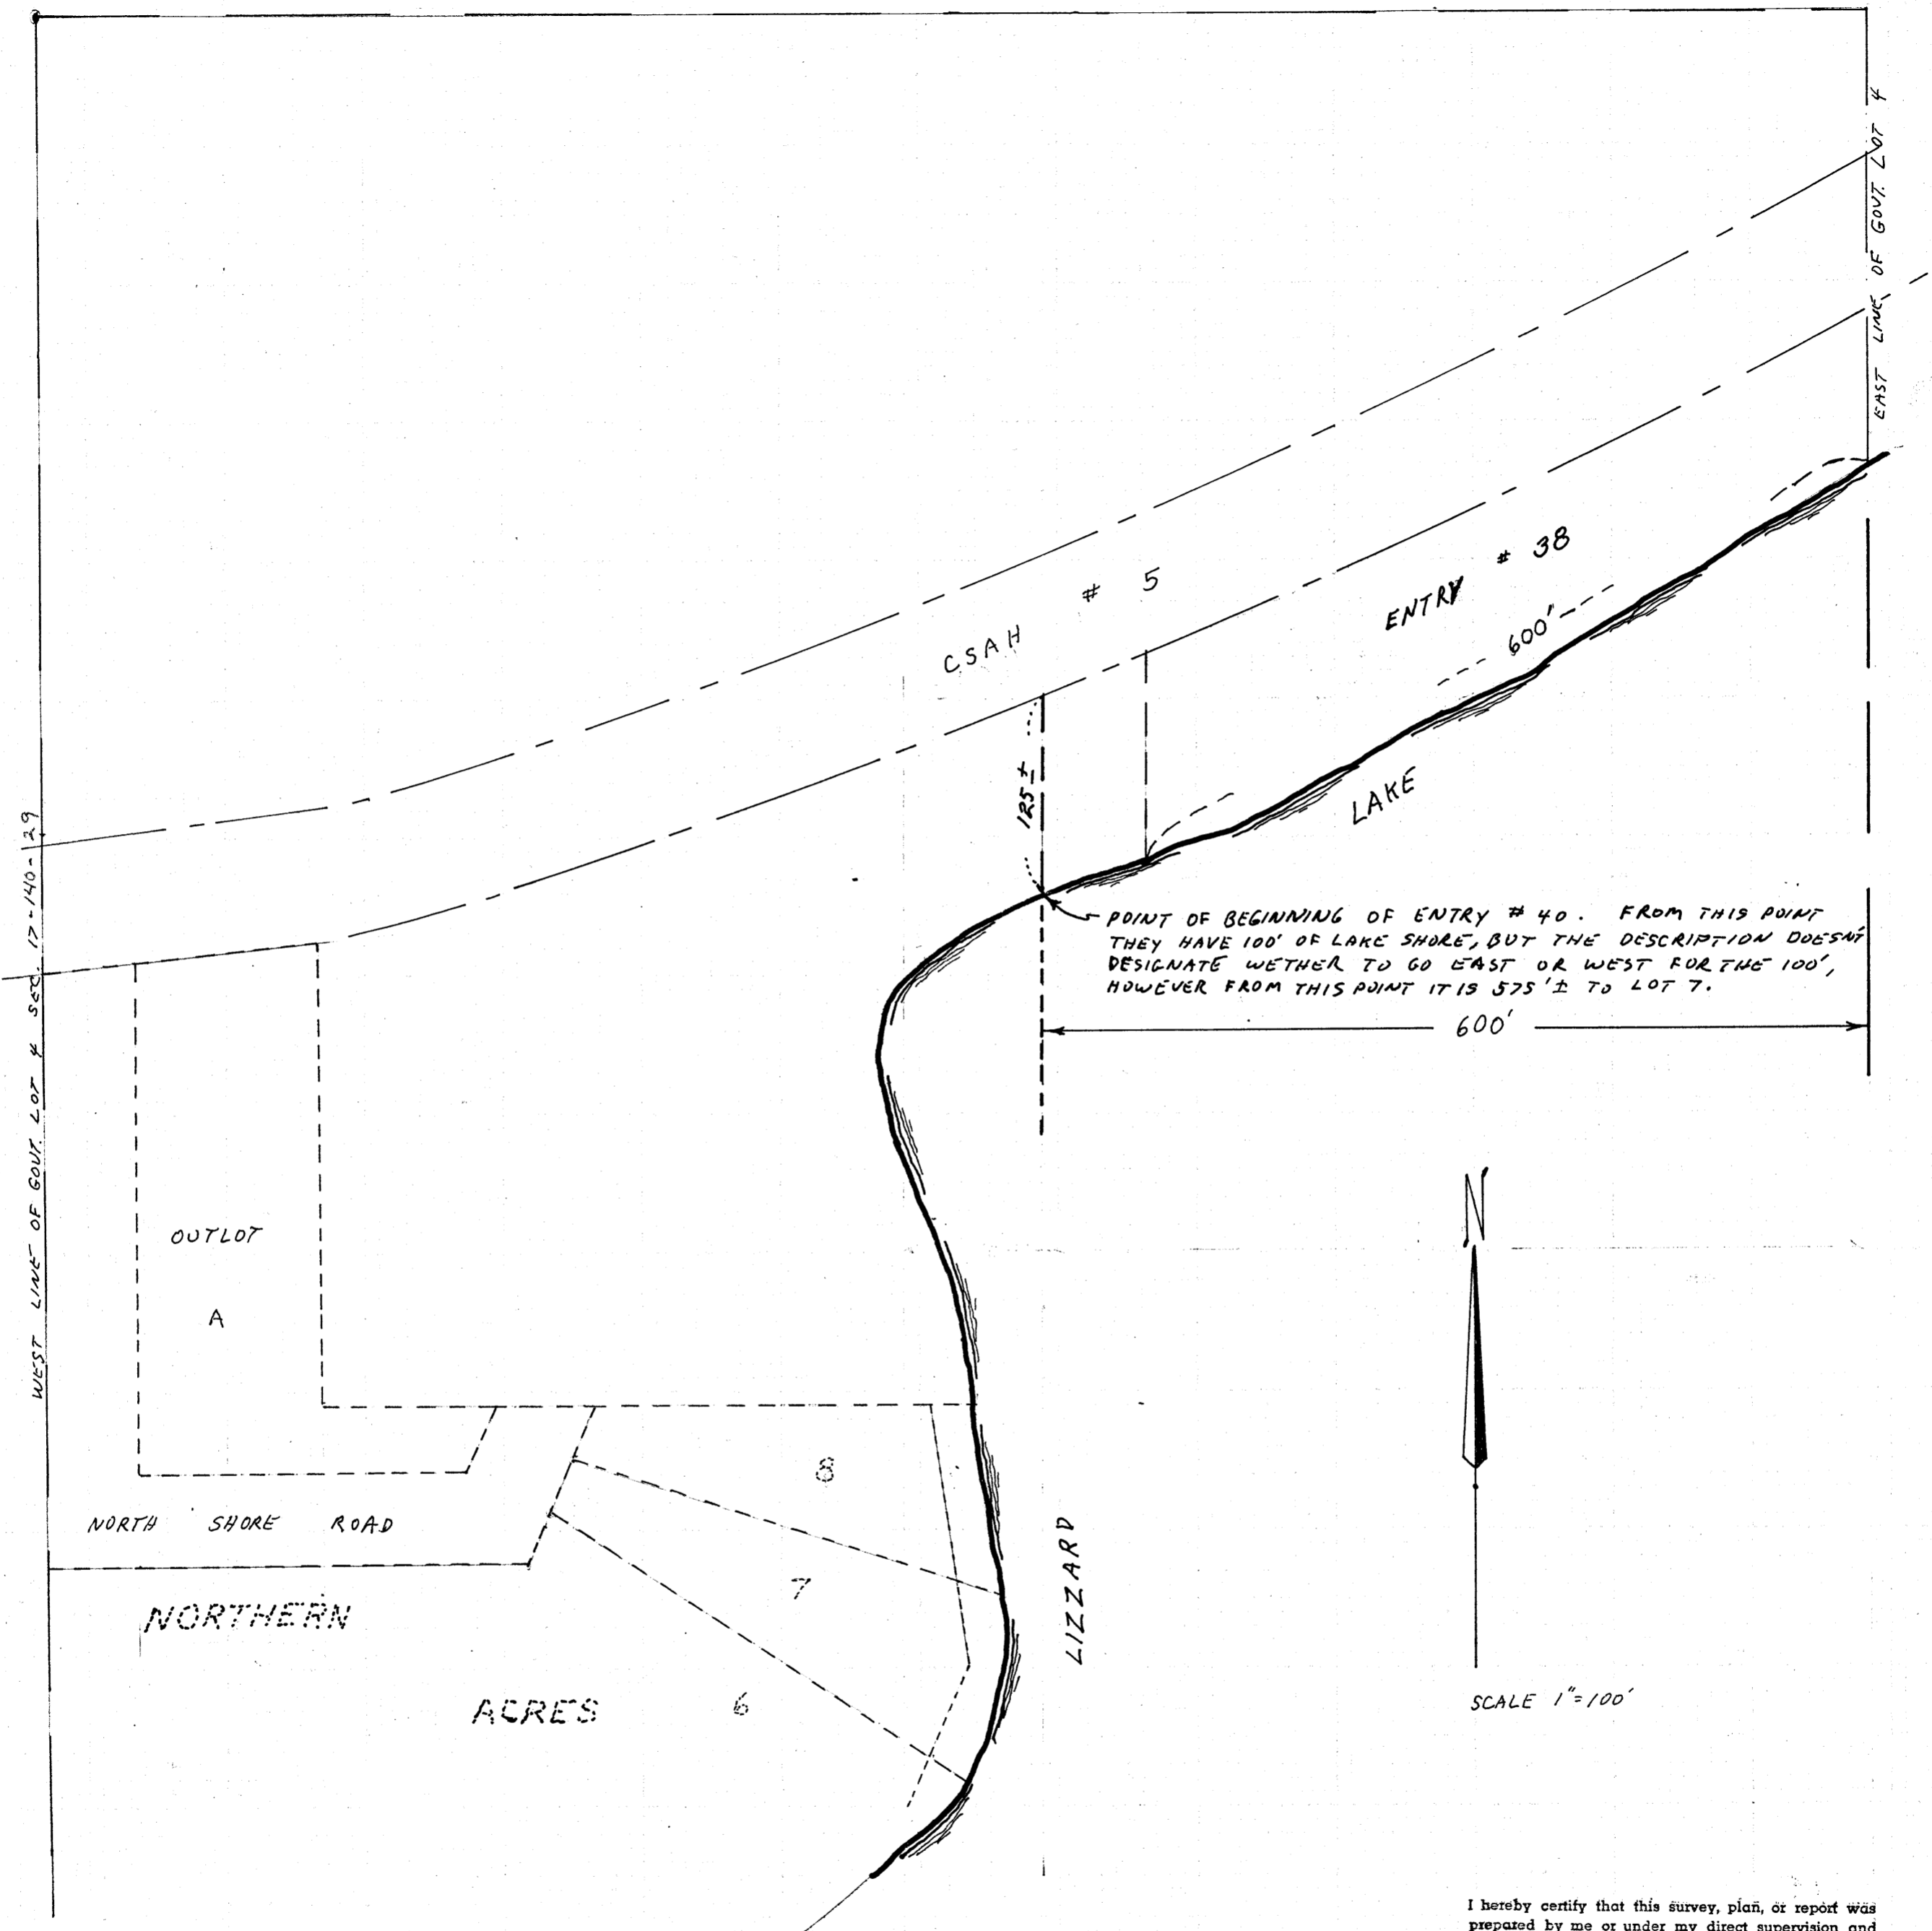 EAST LINE OF GOVT. LOT 4
# 38
ENTRY
# 5
CSAH
600'
125±
LAKE
WEST LINE OF GOVT. LOT 4 SEC. 17-140-129
POINT OF BEGINNING OF ENTRY # 40. FROM THIS POINT
THEY HAVE 100' OF LAKE SHORE, BUT THE DESCRIPTION DOESN'T
DESIGNATE WETHER TO GO EAST OR WEST FOR THE 100',
HOWEVER FROM THIS POINT IT IS 575'± TO LOT 7.
600'
N
OUTLOT
A
8
NORTH SHORE ROAD
7
LIZZARD
NORTHERN
ACRES
6
SCALE 1"=100'
I hereby certify that this survey, plan, or report was
prepared by me or under my direct supervision and